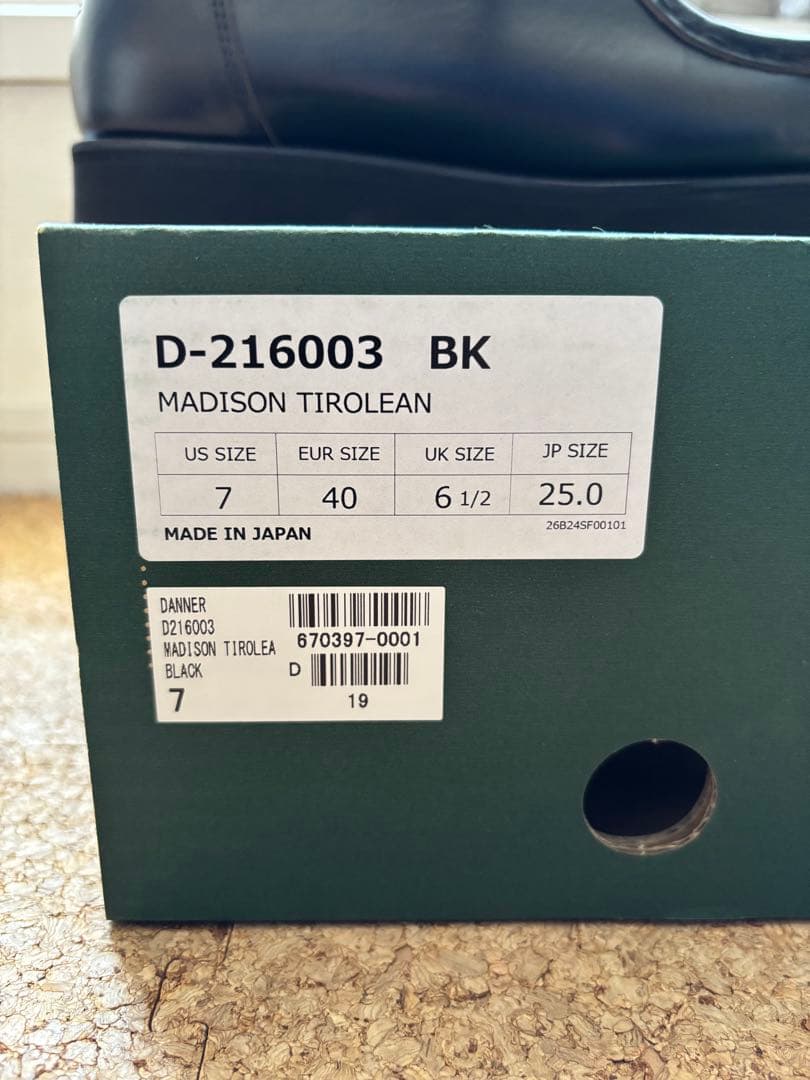 D-216003 BK
MADISON TIROLEAN
US SIZE EUR SIZE UK SIZE JP SIZE
7 40 6 1/2 25.0
MADE IN JAPAN 26B24SF00101
DANNER
D216003
MADISON TIROLEA
BLACK
7
670397-0001
D
19